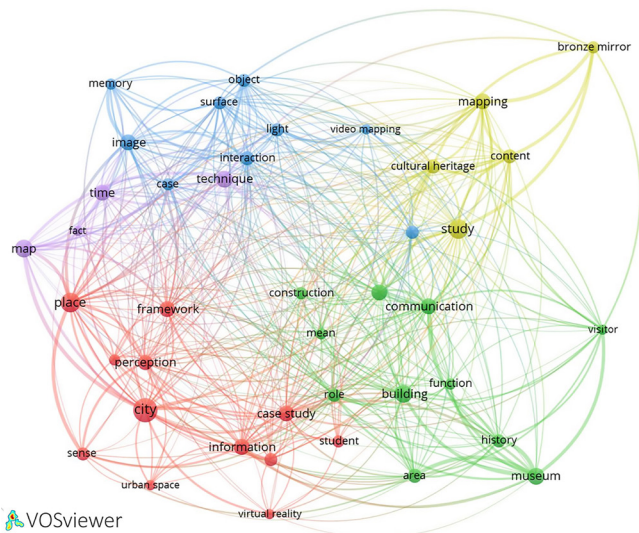 bronze mirror
memory
object
surface
mapping
light
video mapping
image
interaction
content
cultural heritage
technique
case
time
fact
study
map
construction
place
framework
communication
mean
visitor
perception
function
role
building
city
case study
student
history
information
sense
area
museum
urban space
virtual reality
VOSviewer